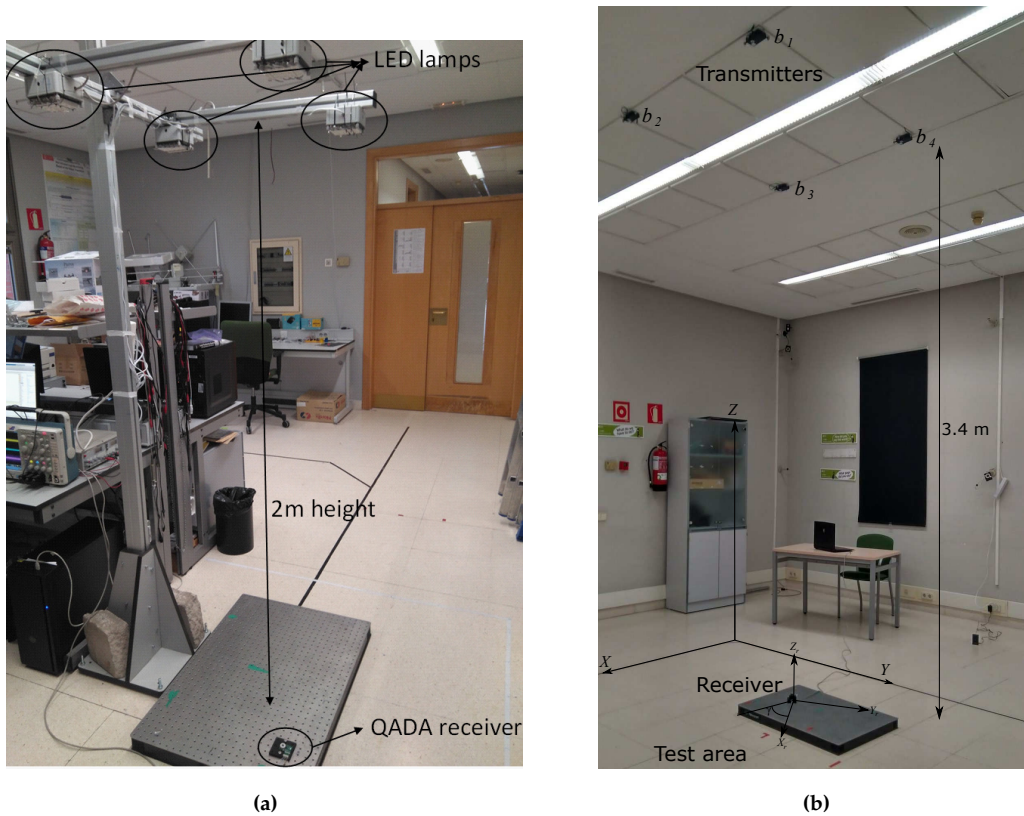 LED lamps
2m height
QADA receiver
(a)
b1
Transmitters
b2
b4
b3
3.4 m
Z
X
Zr
Y
Receiver
Yr
Xr
Test area
(b)